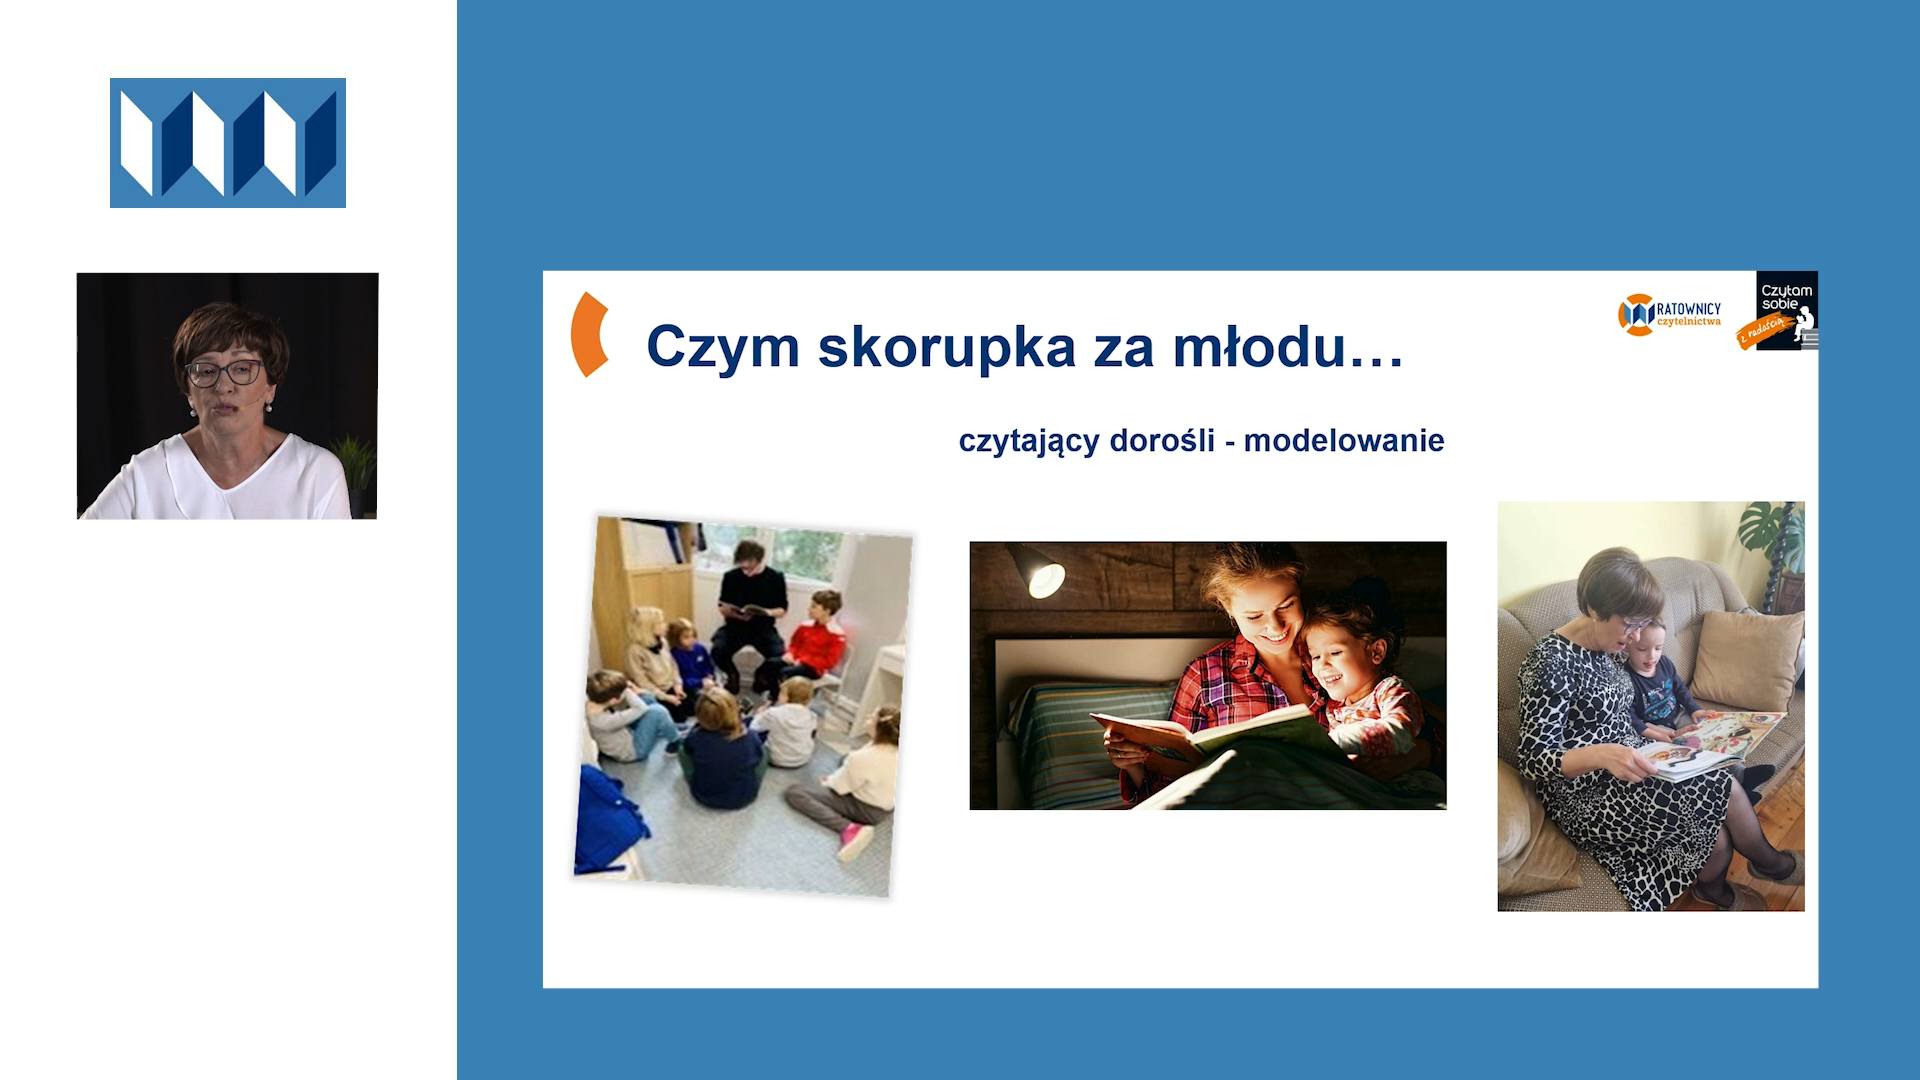 Czym skorupka za młodu...
RATOWNICY
czytelnictwa
Czytam
sobie
z radością
czytający dorośli - modelowanie